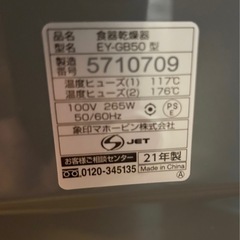 品名 食器乾燥器
型名 EY-GB50 型
製造番号 5710709
温度ヒューズ(1) 117℃
温度ヒューズ(2) 176℃
100V 265W
50/60Hz
PSE
象印マホービン株式会社
S JET
お客様ご相談センター
0120-345135
21年製
MADE IN CHINA
A